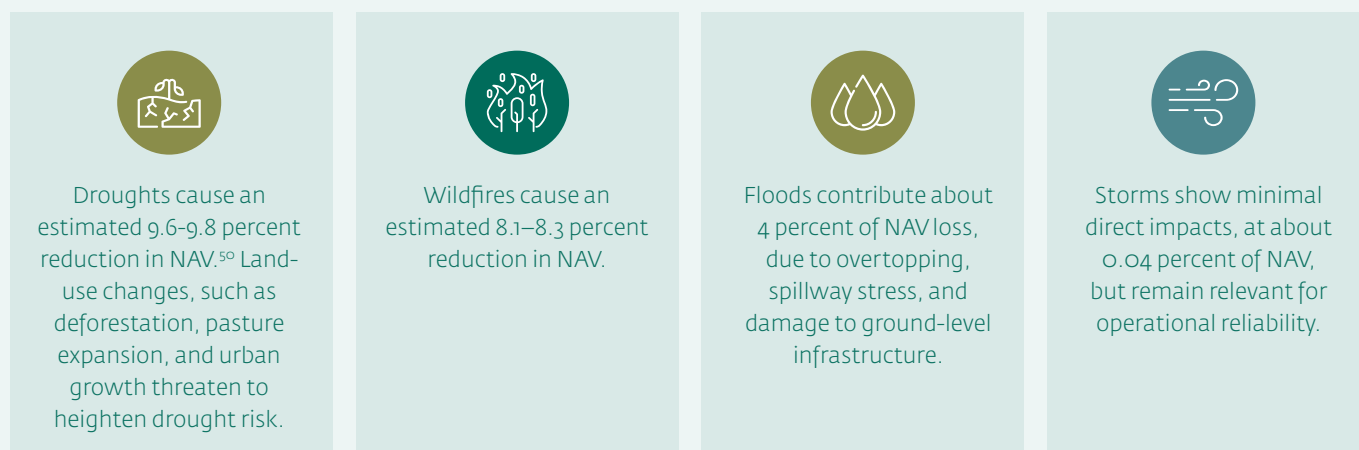 Droughts cause an
estimated 9.6-9.8 percent
reduction in NAV.⁵⁰ Land-
use changes, such as
deforestation, pasture
expansion, and urban
growth threaten to
heighten drought risk.
Wildfires cause an
estimated 8.1–8.3 percent
reduction in NAV.
Floods contribute about
4 percent of NAV loss,
due to overtopping,
spillway stress, and
damage to ground-level
infrastructure.
Storms show minimal
direct impacts, at about
0.04 percent of NAV,
but remain relevant for
operational reliability.